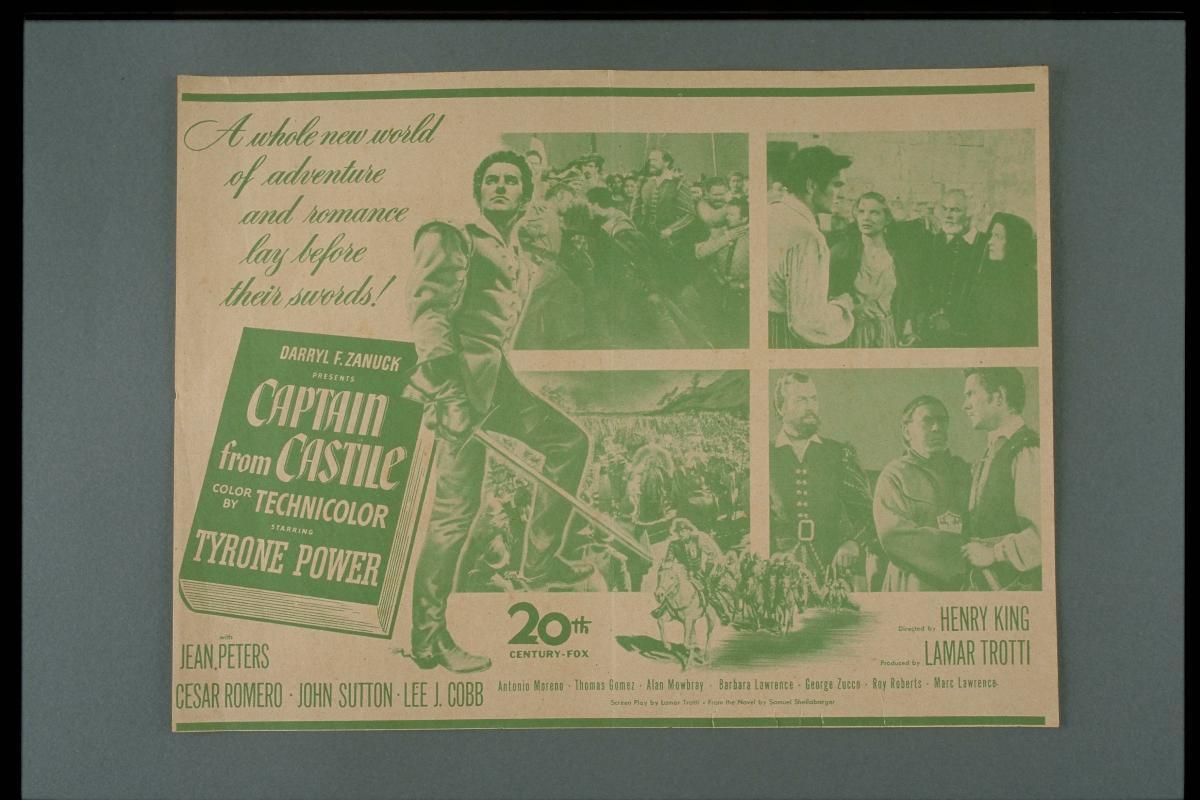 A whole new world
of adventure
and romance
lay before
their swords!
DARRYL F. ZANUCK
PRESENTS
CAPTAIN
from CASTILE
COLOR BY TECHNICOLOR
STARRING
TYRONE POWER
with
JEAN PETERS
CESAR ROMERO · JOHN SUTTON · LEE J. COBB
20th
CENTURY-FOX
Directed by HENRY KING
Produced by LAMAR TROTTI
Antonio Moreno · Thomas Gomez · Alan Mowbray · Barbara Lawrence · George Zucco · Roy Roberts · Marc Lawrence
Screen Play by Lamar Trotti · From the Novel by Samuel Shellabarger